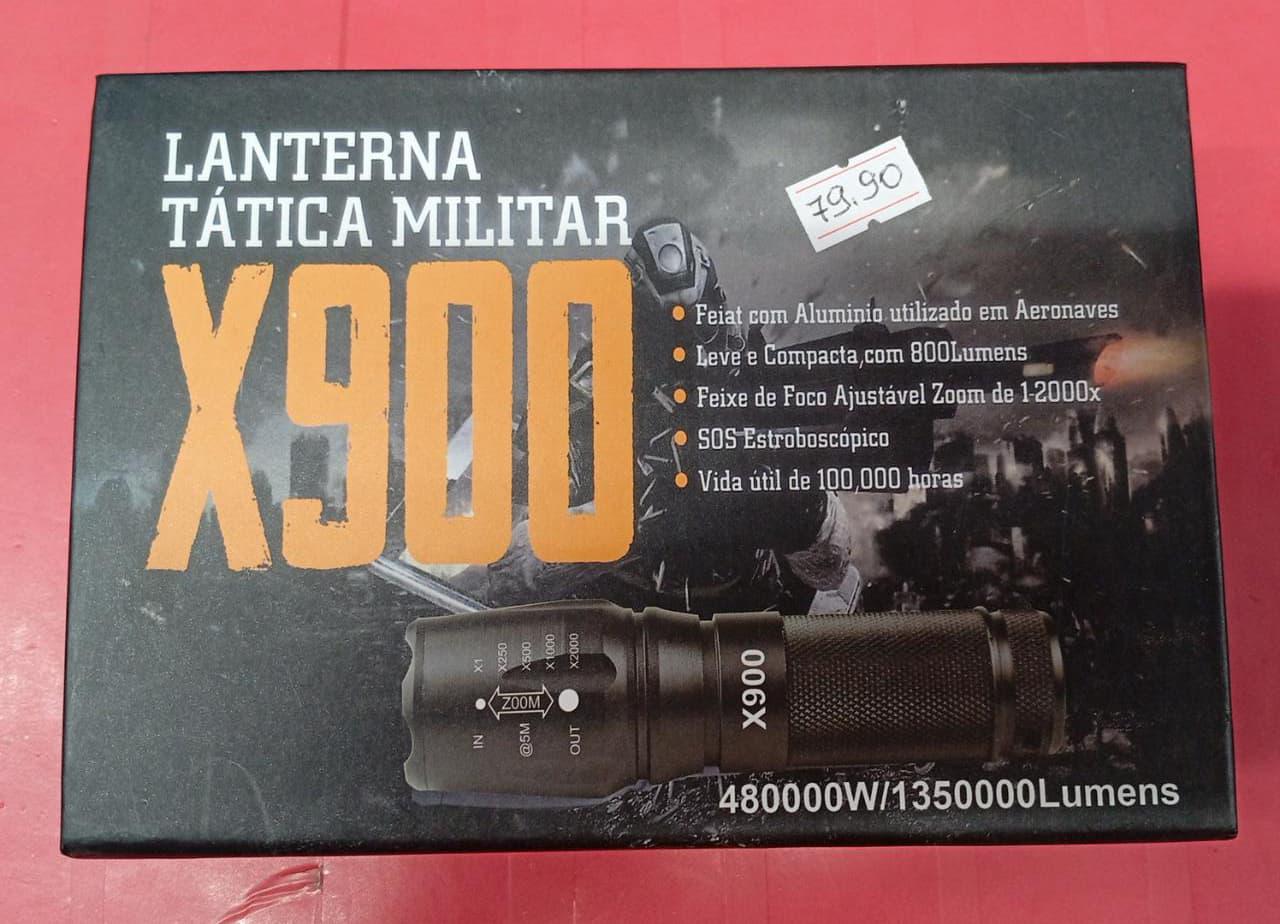 LANTERNA
TÁTICA MILITAR
X900
79.90
Feiat com Aluminio utilizado em Aeronaves
Leve e Compacta,com 800Lumens
Feixe de Foco Ajustável Zoom de 1-2000x
SOS Estroboscópico
Vida útil de 100,000 horas
X1 X250 X500 X1000 X2000
ZOOM
IN @5M OUT
X900
480000W/1350000Lumens